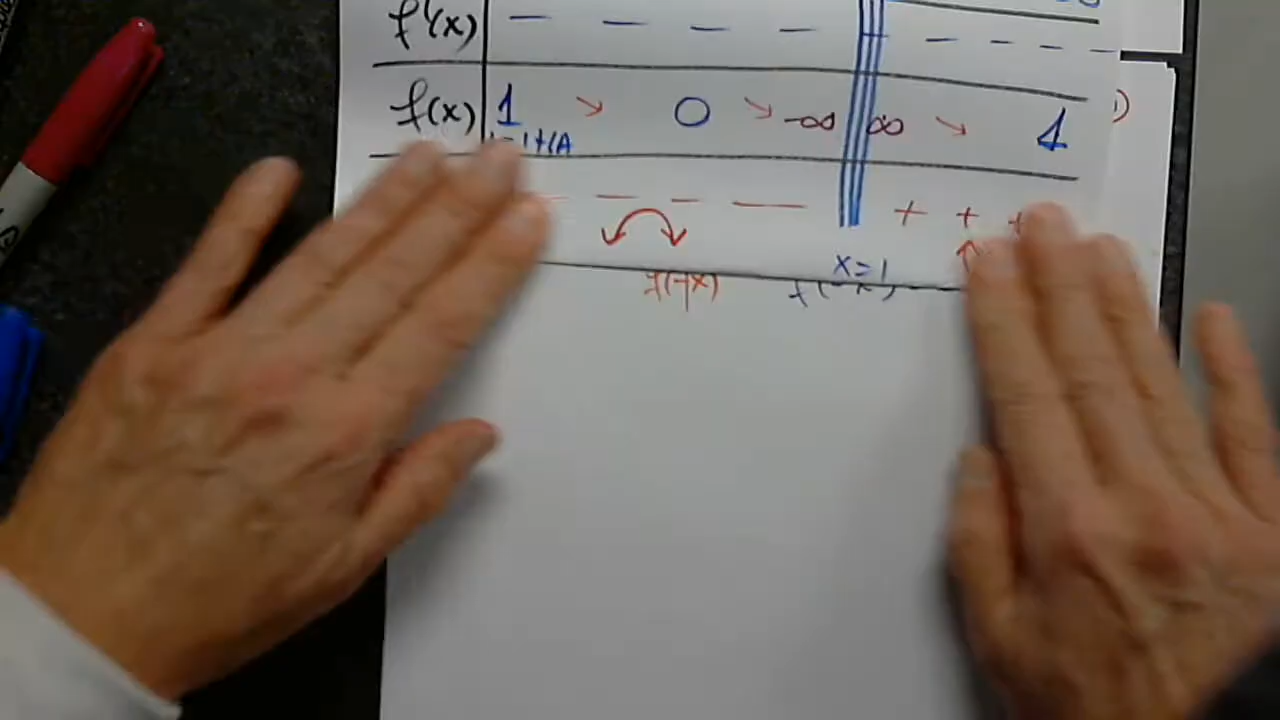 f'(x) — — — — — — — —
f(x) 1 ↘ 0 ↘ -∞ ∞ ↘ 1
— — — — + + +
x=1